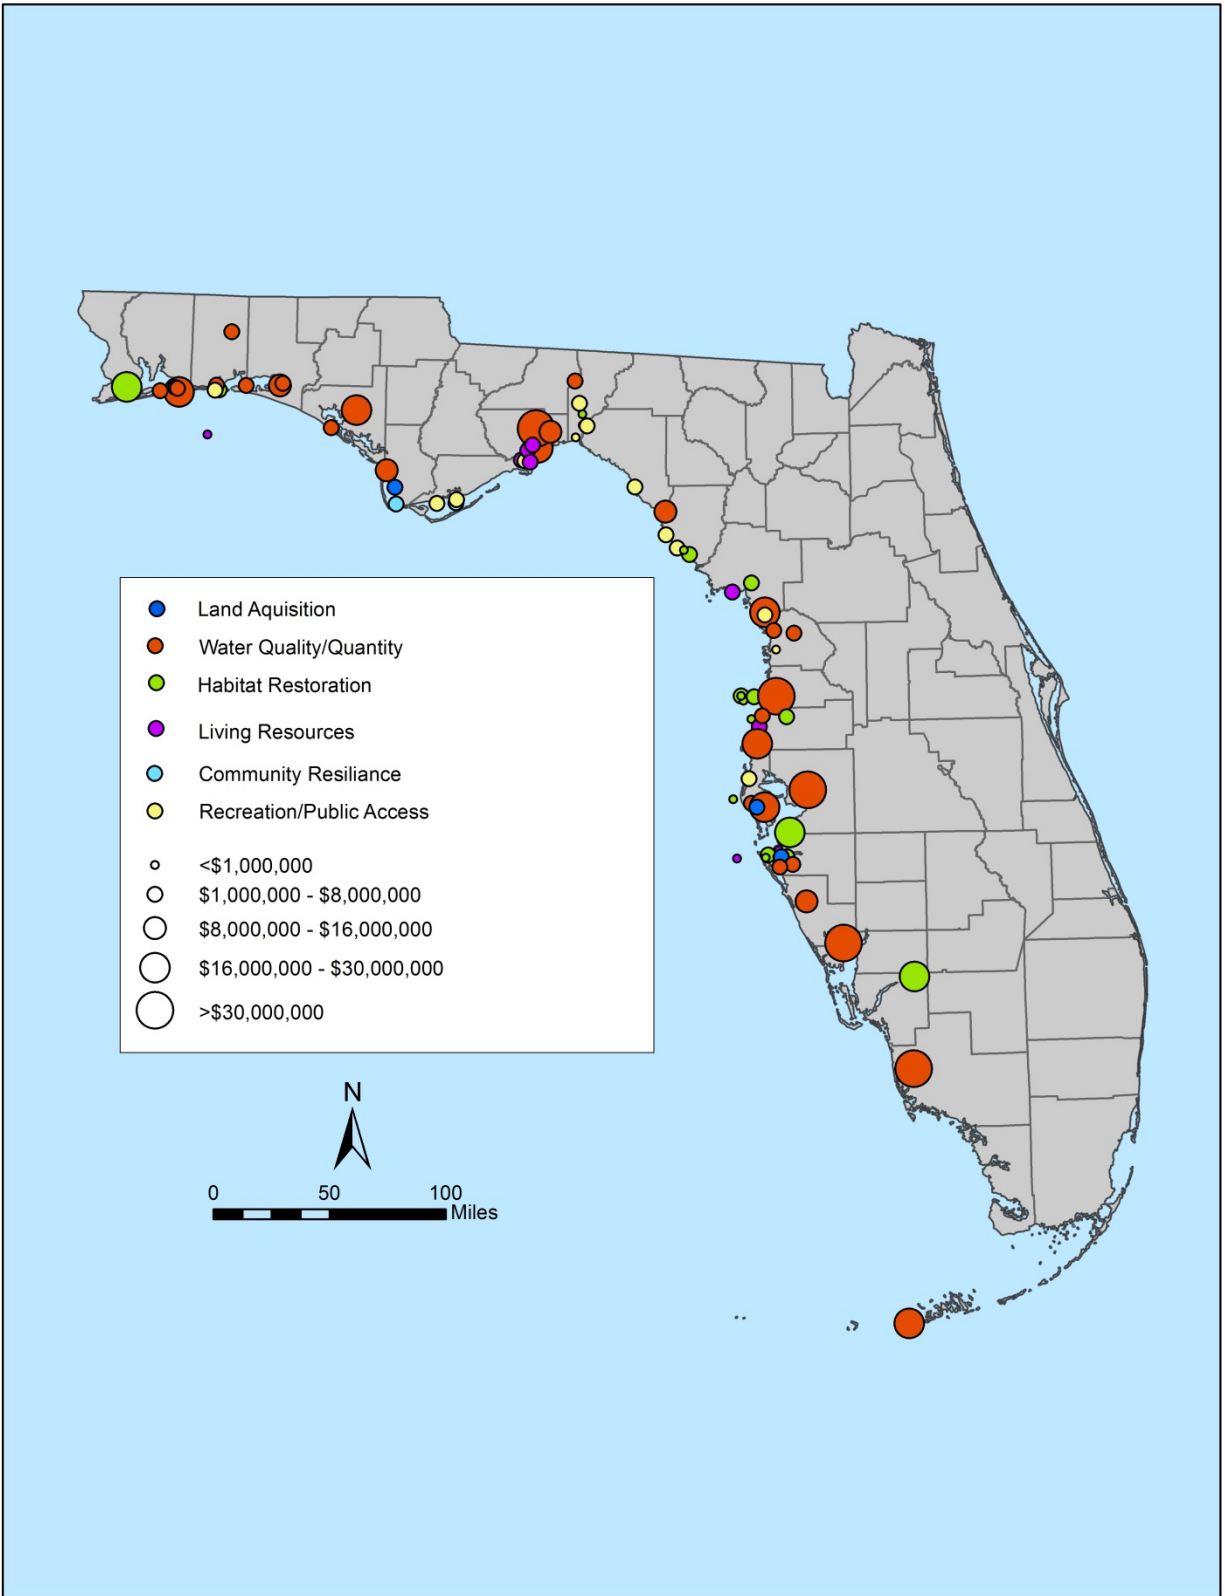 Land Aquisition
Water Quality/Quantity
Habitat Restoration
Living Resources
Community Resiliance
Recreation/Public Access
<$1,000,000
$1,000,000 - $8,000,000
$8,000,000 - $16,000,000
$16,000,000 - $30,000,000
>$30,000,000
N
0 50 100
Miles